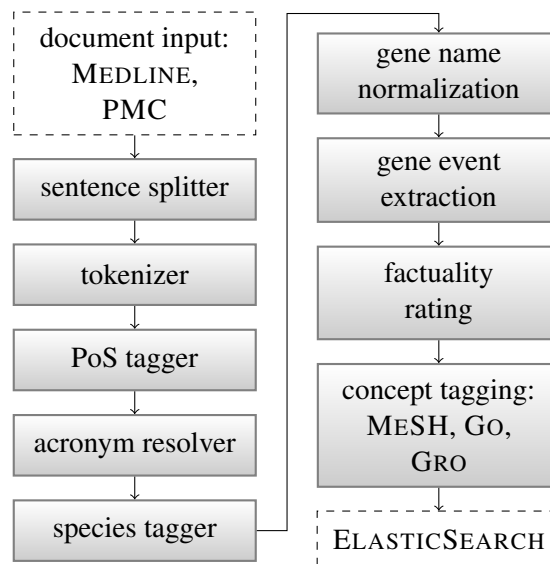 document input:
MEDLINE,
PMC
sentence splitter
tokenizer
PoS tagger
acronym resolver
species tagger
gene name
normalization
gene event
extraction
factuality
rating
concept tagging:
MESH, GO,
GRO
ELASTICSEARCH